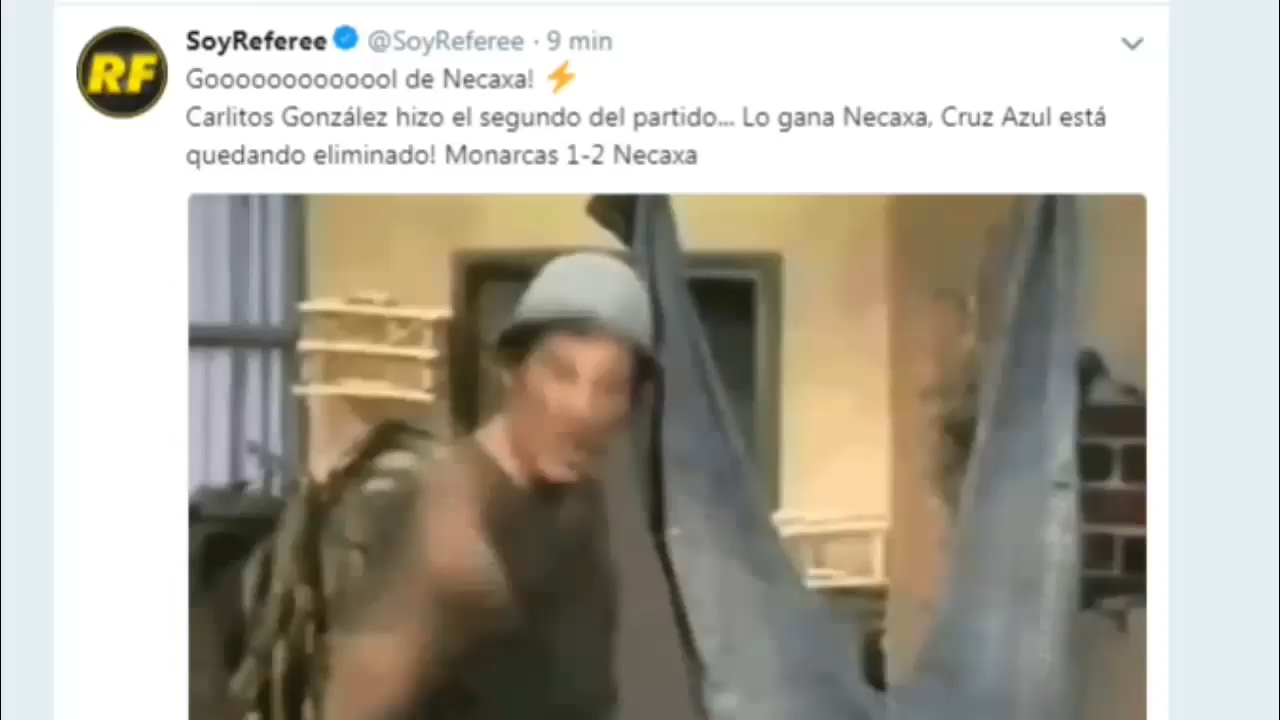 RF
SoyReferee @SoyReferee · 9 min
Goooooooooooool de Necaxa! ⚡
Carlitos González hizo el segundo del partido... Lo gana Necaxa, Cruz Azul está
quedando eliminado! Monarcas 1-2 Necaxa